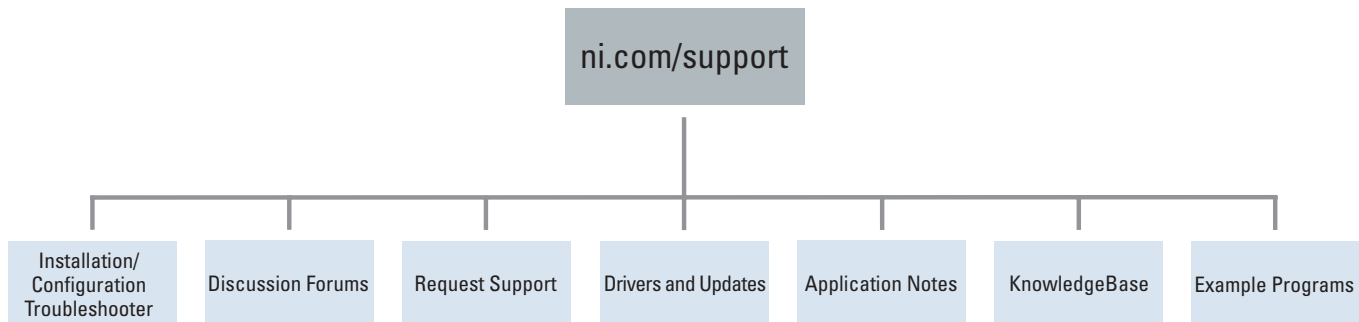 ni.com/support
Installation/
Configuration
Troubleshooter
Discussion Forums
Request Support
Drivers and Updates
Application Notes
KnowledgeBase
Example Programs